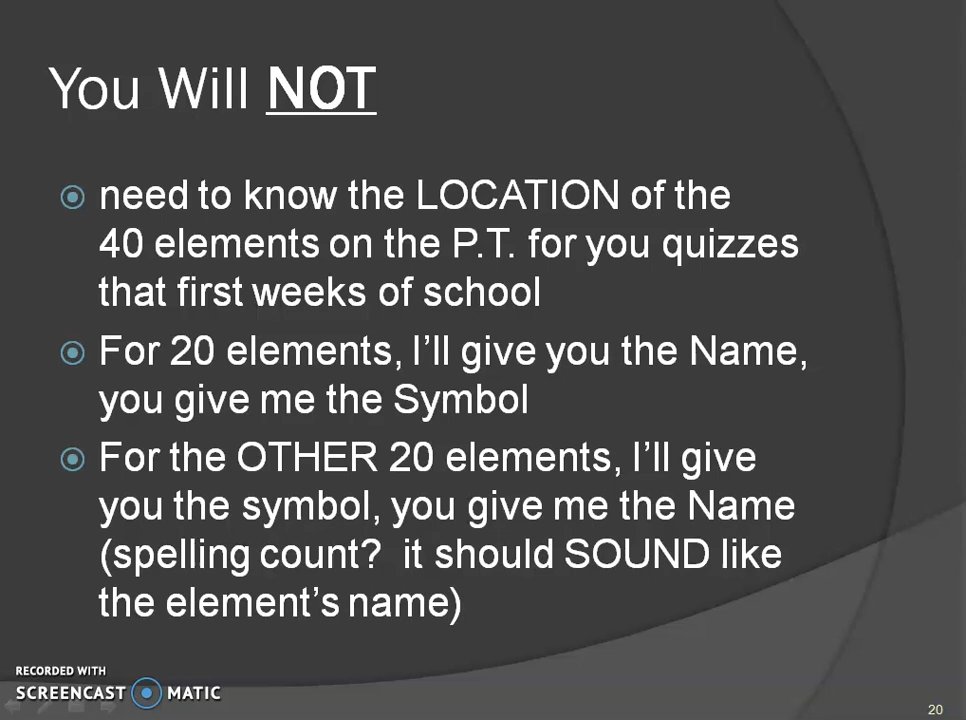 You Will NOT
need to know the LOCATION of the
40 elements on the P.T. for you quizzes
that first weeks of school
For 20 elements, I'll give you the Name,
you give me the Symbol
For the OTHER 20 elements, I'll give
you the symbol, you give me the Name
(spelling count?  it should SOUND like
the element's name)
RECORDED WITH
SCREENCAST MATIC
20